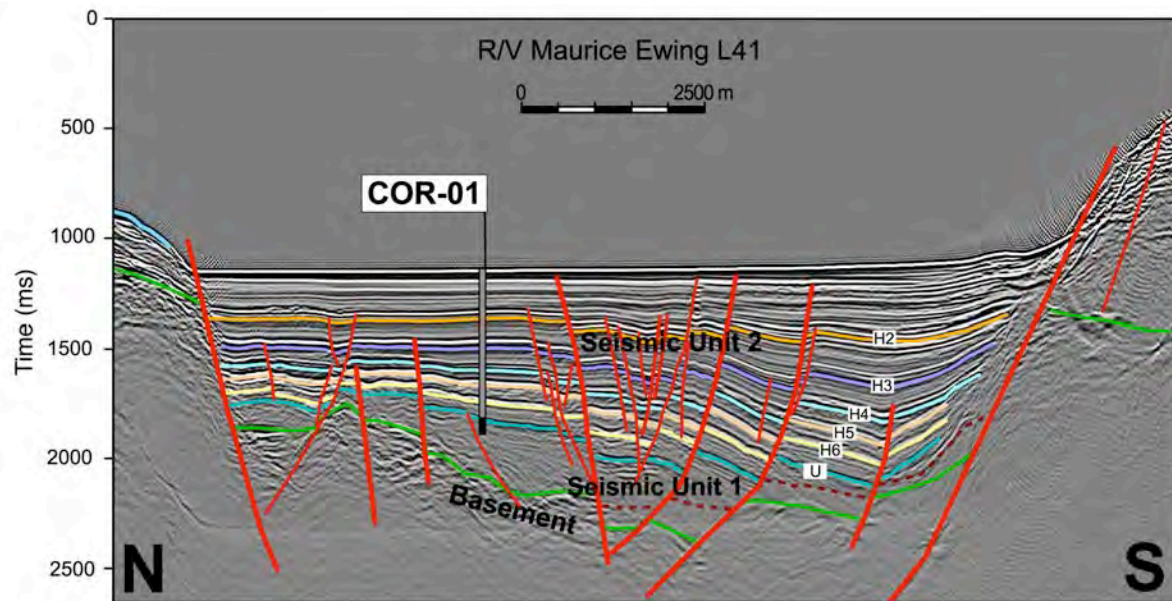 0
R/V Maurice Ewing L41
0 2500 m
500
COR-01
1000
Time (ms)
1500
Seismic Unit 2
H2
H3
H4
H5
H6
U
2000
Seismic Unit 1
Basement
2500
N S